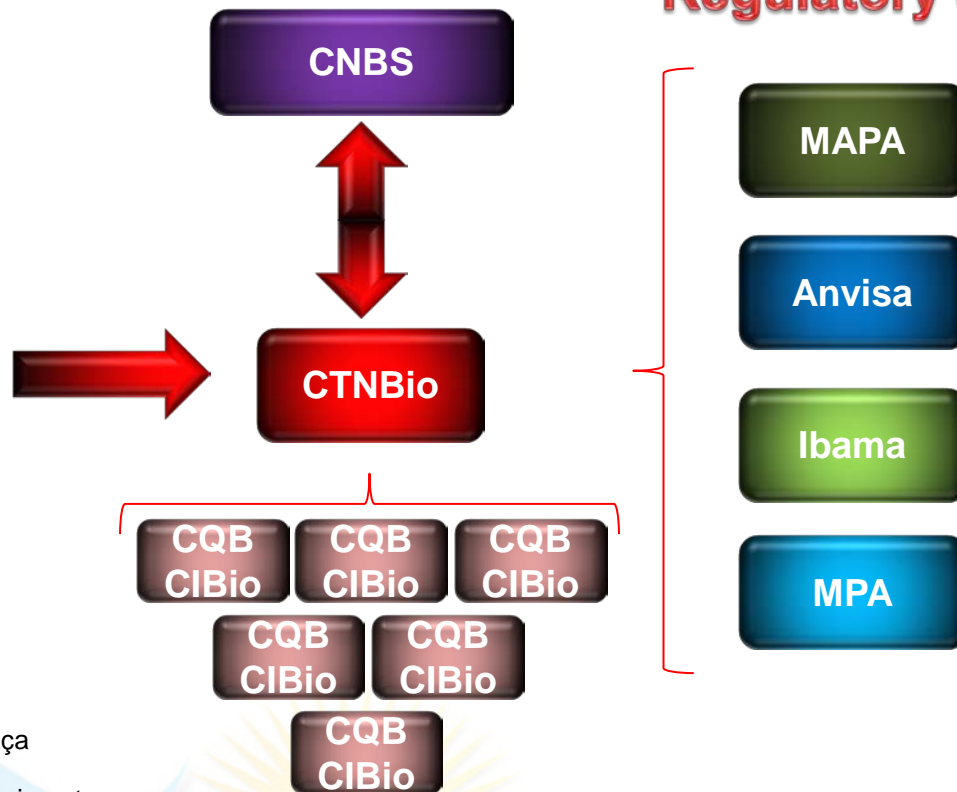 Regulatory
CNBS
MAPA
Anvisa
CTNBio
Ibama
MPA
CQB
CIBio
CQB
CIBio
CQB
CIBio
CQB
CIBio
CQB
CIBio
CQB
CIBio
ça